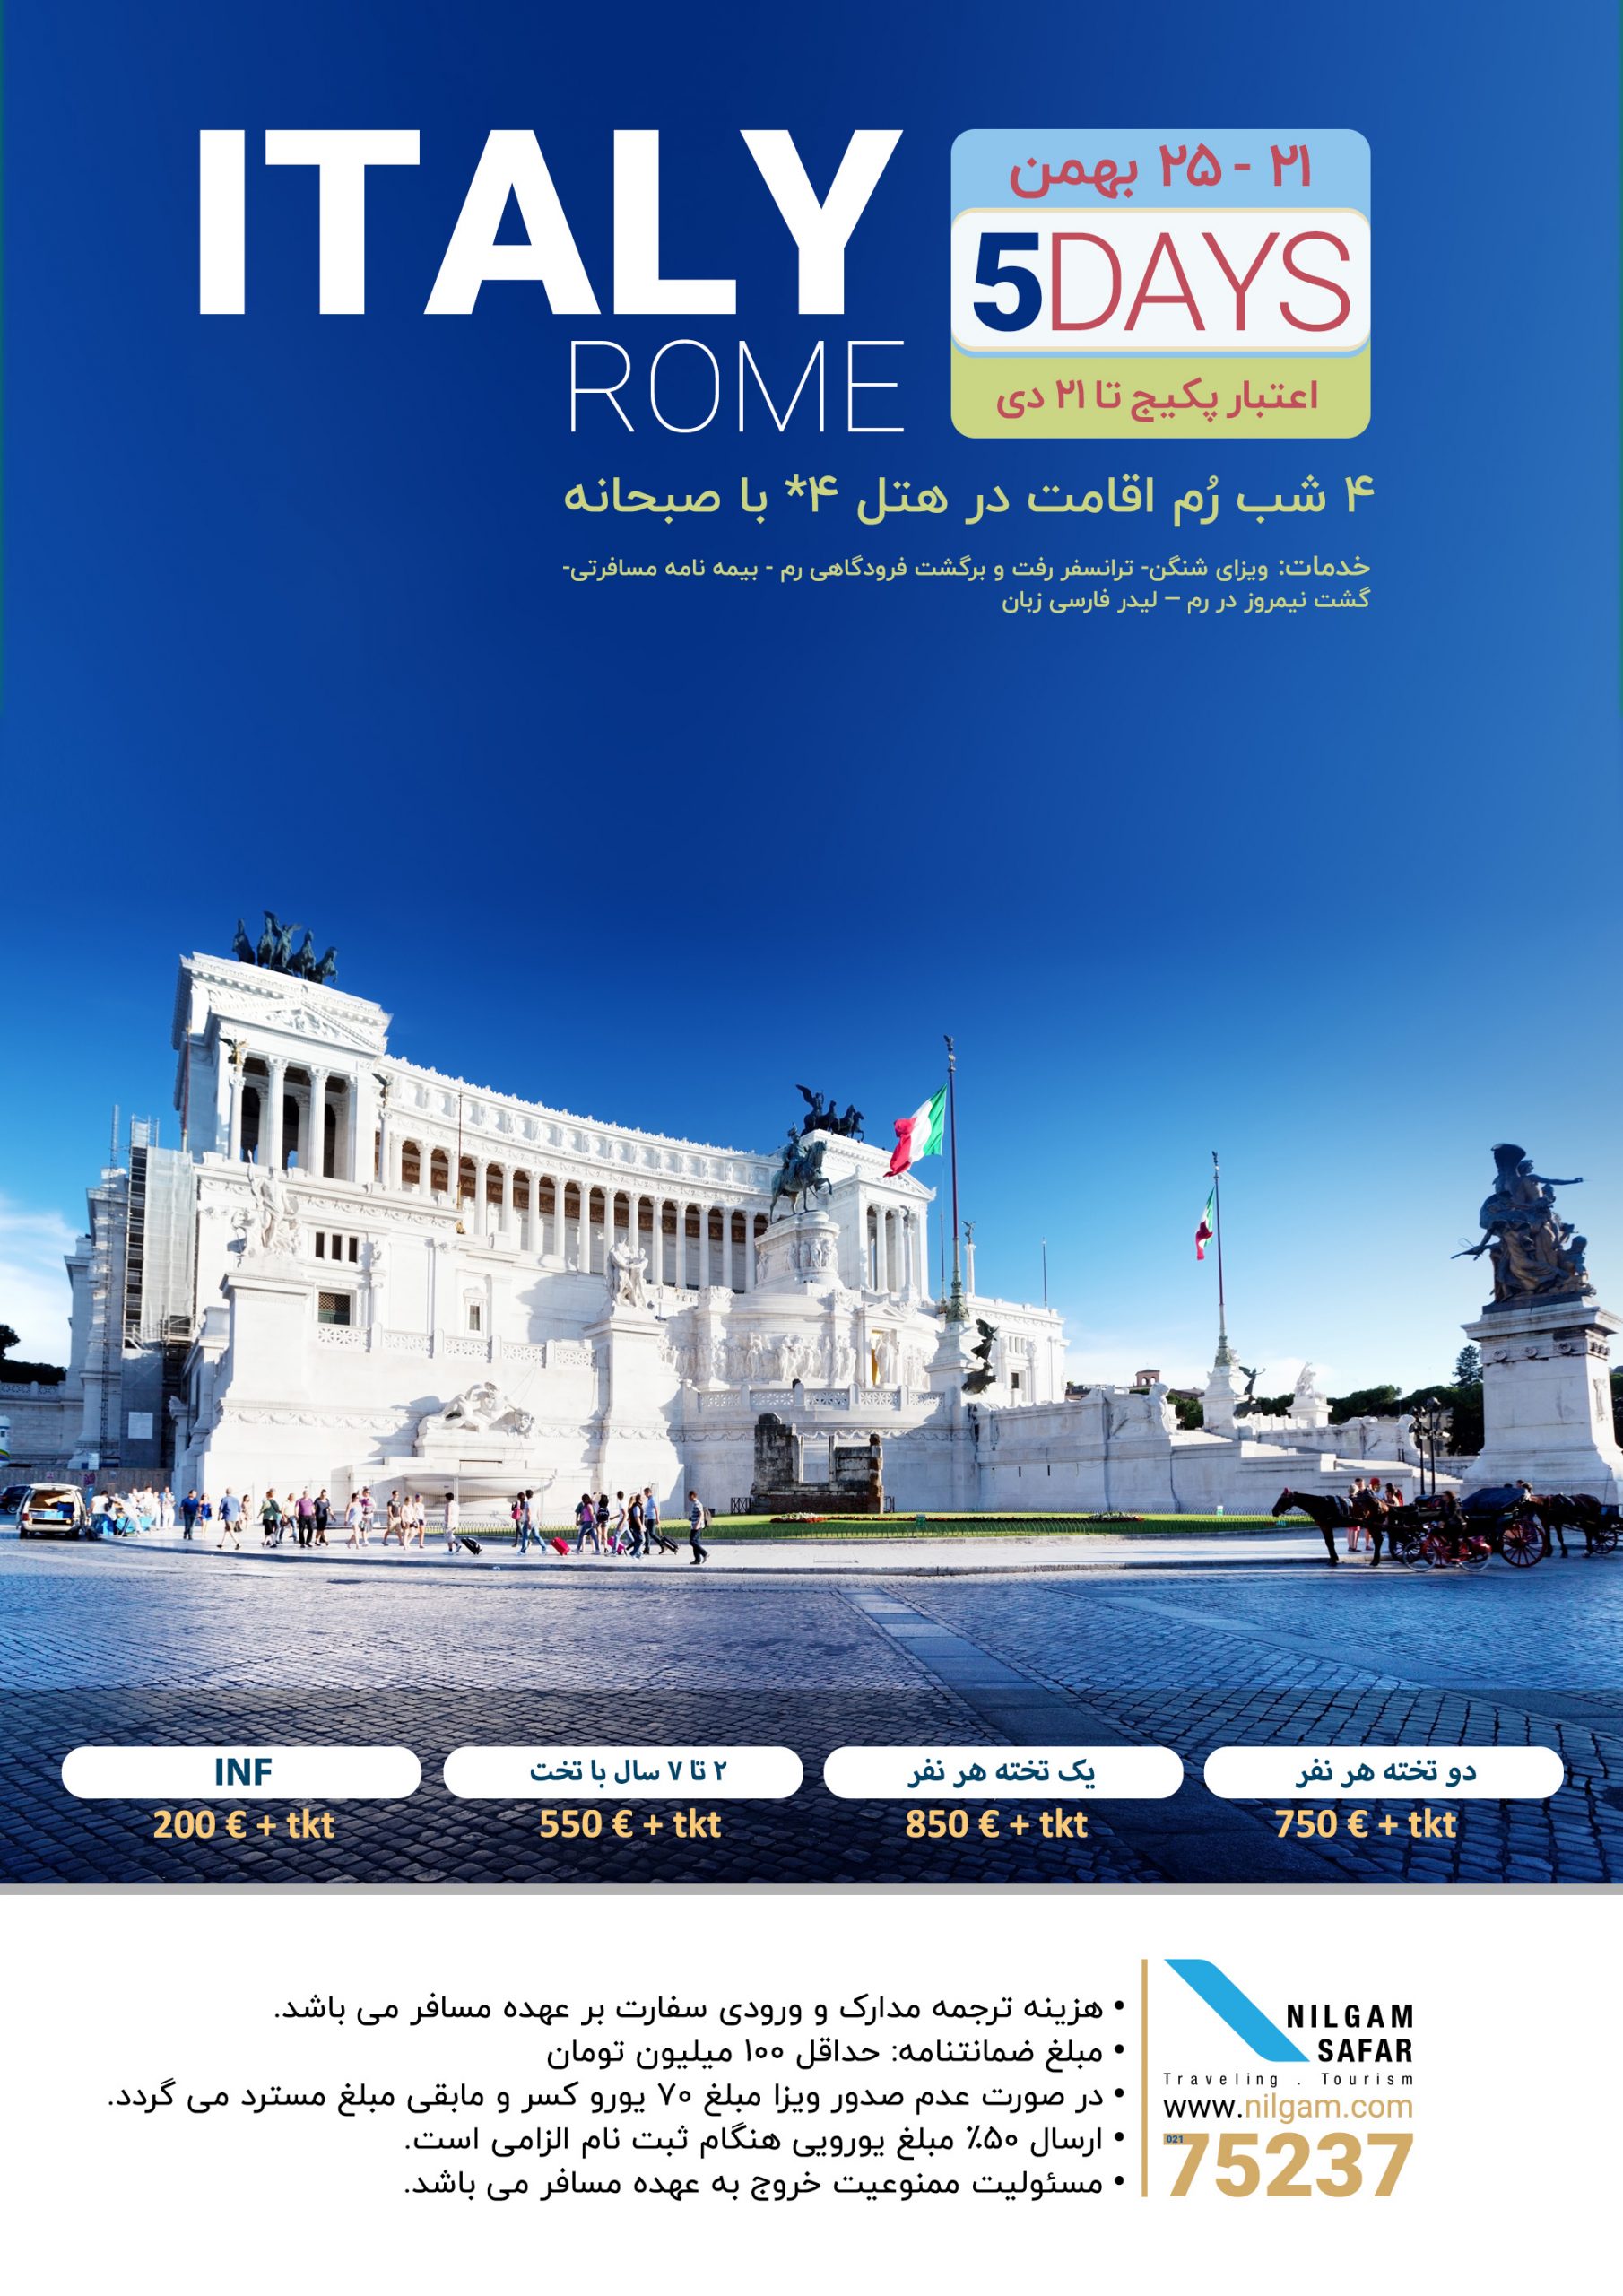 ITALY
ROME
۲۱ - ۲۵ بهمن
5DAYS
اعتبار پکیج تا ۲۱ دی
۴ شب رُم اقامت در هتل ۴* با صبحانه
خدمات: ویزای شنگن- ترانسفر رفت و برگشت فرودگاهی رم - بیمه نامه مسافرتی-
گشت نیمروز در رم – لیدر فارسی زبان
دو تخته هر نفر
750 € + tkt
یک تخته هر نفر
850 € + tkt
۲ تا ۷ سال با تخت
550 € + tkt
INF
200 € + tkt
NILGAM
SAFAR
Traveling . Tourism
www.nilgam.com
021 75237
• هزینه ترجمه مدارک و ورودی سفارت بر عهده مسافر می باشد.
• مبلغ ضمانتنامه: حداقل ۱۰۰ میلیون تومان
• در صورت عدم صدور ویزا مبلغ ۷۰ یورو کسر و مابقی مبلغ مسترد می گردد.
• ارسال ۵۰٪ مبلغ یورویی هنگام ثبت نام الزامی است.
• مسئولیت ممنوعیت خروج به عهده مسافر می باشد.